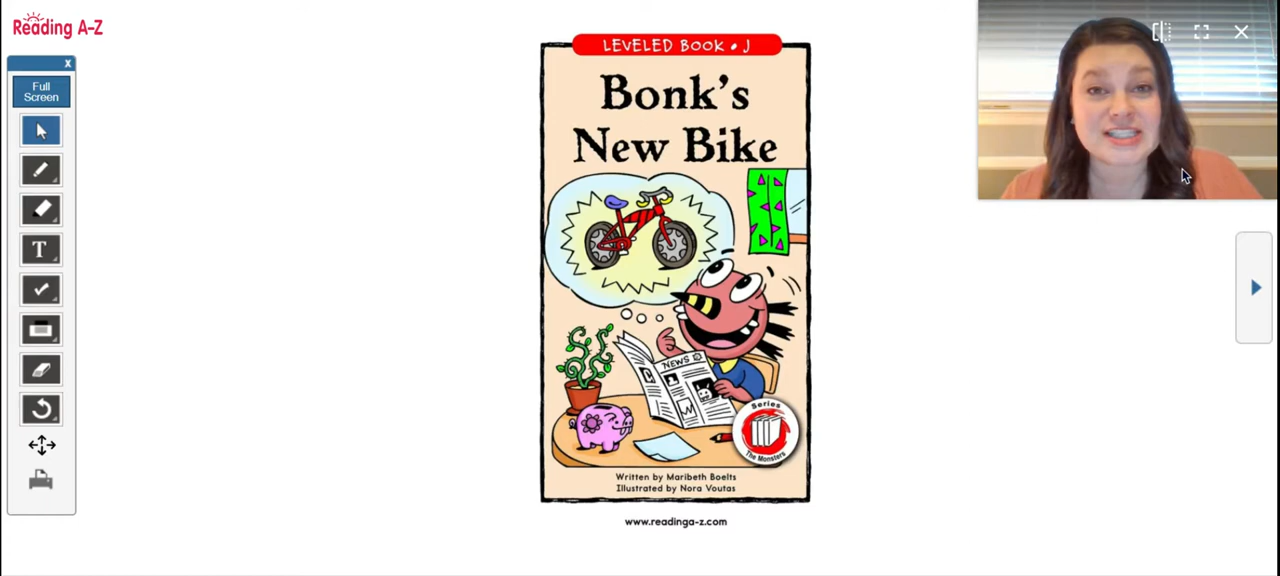 Reading A-Z
x
Full
Screen
T
LEVELED BOOK • J
Bonk's
New Bike
NEWS
Series
The Monsters
Written by Maribeth Boelts
Illustrated by Nora Voutas
www.readinga-z.com